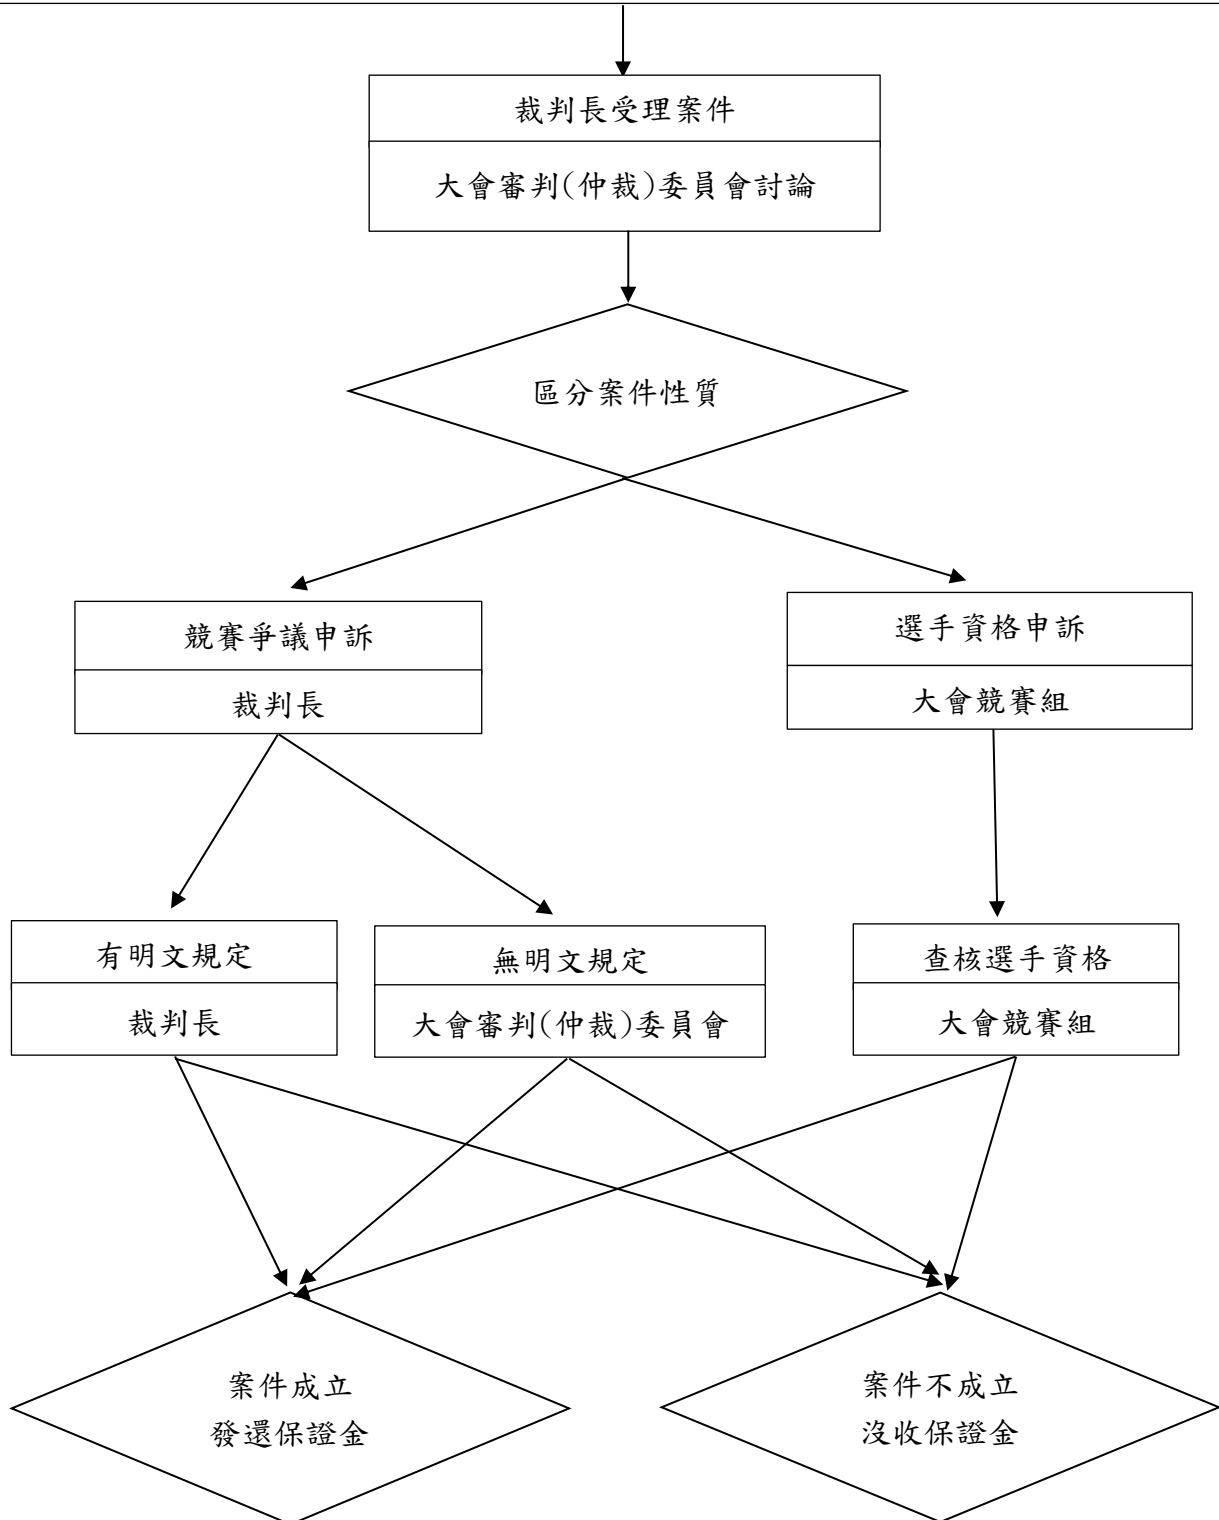 裁判長受理案件
大會審判(仲裁)委員會討論
區分案件性質
競賽爭議申訴
裁判長
選手資格申訴
大會競賽組
有明文規定
裁判長
無明文規定
大會審判(仲裁)委員會
查核選手資格
大會競賽組
案件成立
發還保證金
案件不成立
沒收保證金